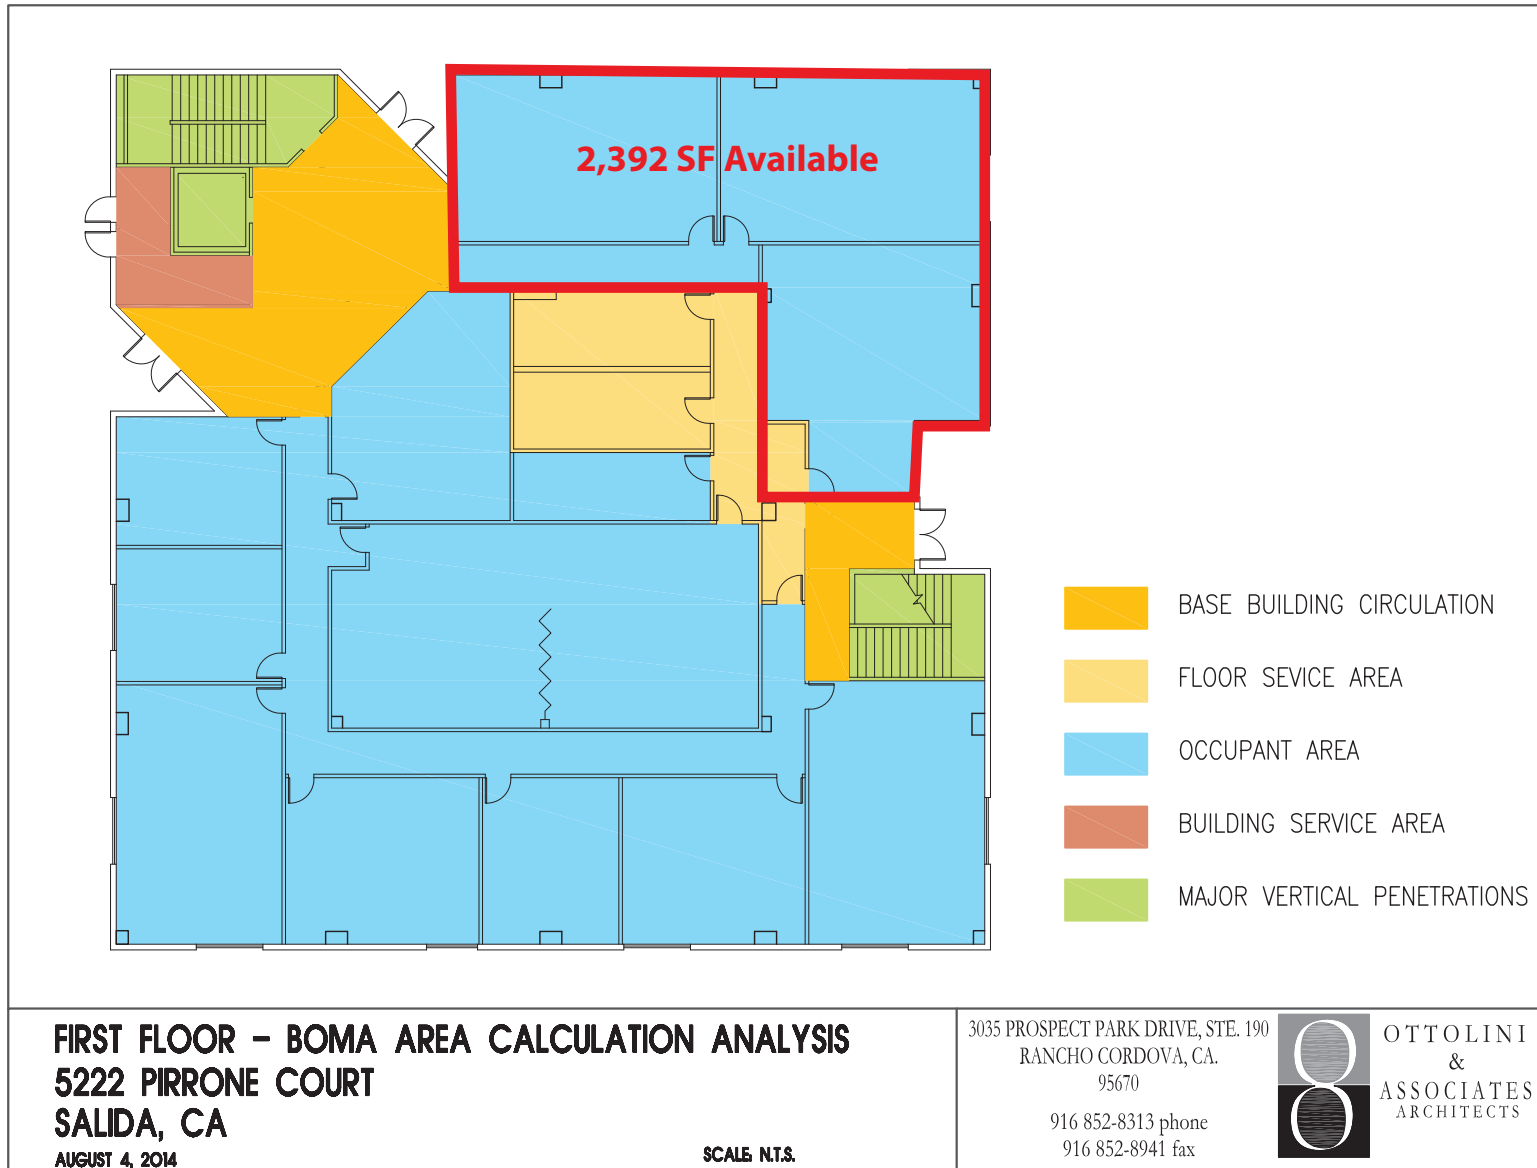 2,392 SF Available
BASE BUILDING CIRCULATION
FLOOR SEVICE AREA
OCCUPANT AREA
BUILDING SERVICE AREA
MAJOR VERTICAL PENETRATIONS
FIRST FLOOR - BOMA AREA CALCULATION ANALYSIS
5222 PIRRONE COURT
SALIDA, CA
AUGUST 4, 2014
SCALE: N.T.S.
3035 PROSPECT PARK DRIVE, STE. 190
RANCHO CORDOVA, CA.
95670
916 852-8313 phone
916 852-8941 fax
OTTOLINI
&
ASSOCIATES
ARCHITECTS